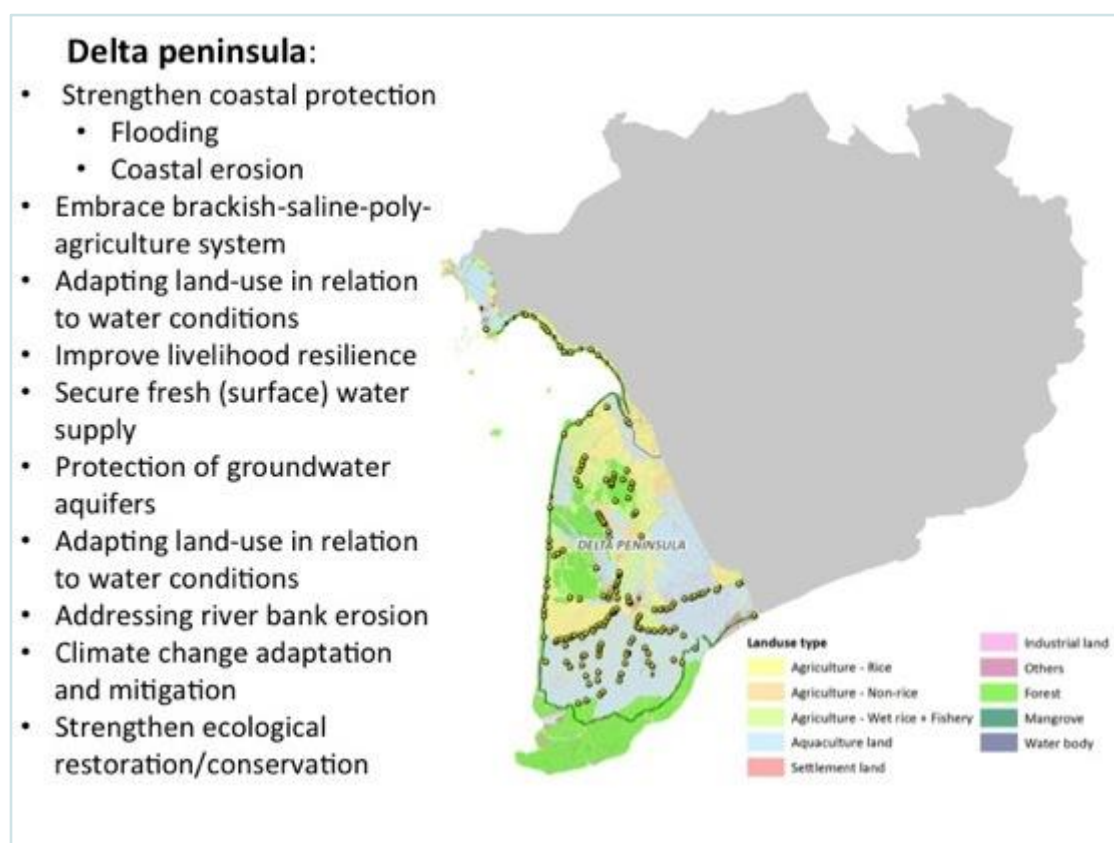 Delta peninsula:
• Strengthen coastal protection
• Flooding
• Coastal erosion
• Embrace brackish-saline-poly-
agriculture system
• Adapting land-use in relation
to water conditions
• Improve livelihood resilience
• Secure fresh (surface) water
supply
• Protection of groundwater
aquifers
• Adapting land-use in relation
to water conditions
• Addressing river bank erosion
• Climate change adaptation
and mitigation
• Strengthen ecological
restoration/conservation
DELTA PENINSULA
Landuse type
Agriculture - Rice
Agriculture - Non-rice
Agriculture - Wet rice + Fishery
Aquaculture land
Settlement land
Industrial land
Others
Forest
Mangrove
Water body